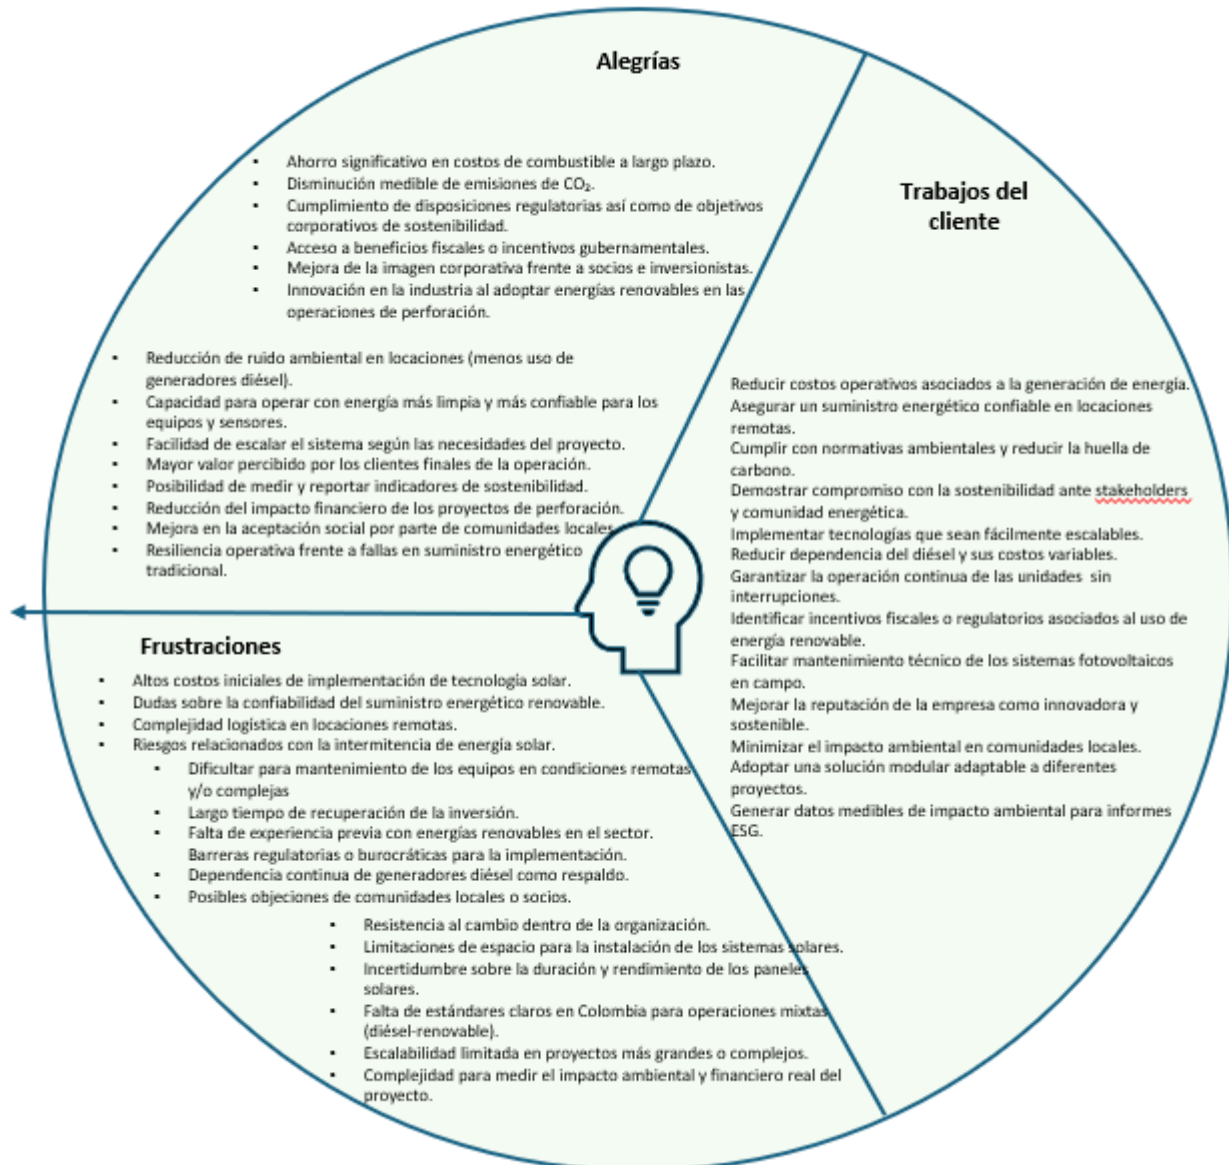 Alegrías
▪ Ahorro significativo en costos de combustible a largo plazo.
▪ Disminución medible de emisiones de CO₂.
▪ Cumplimiento de disposiciones regulatorias así como de objetivos
corporativos de sostenibilidad.
▪ Acceso a beneficios fiscales o incentivos gubernamentales.
▪ Mejora de la imagen corporativa frente a socios e inversionistas.
▪ Innovación en la industria al adoptar energías renovables en las
operaciones de perforación.
▪ Reducción de ruido ambiental en locaciones (menos uso de
generadores diésel).
▪ Capacidad para operar con energía más limpia y más confiable para los
equipos y sensores.
▪ Facilidad de escalar el sistema según las necesidades del proyecto.
▪ Mayor valor percibido por los clientes finales de la operación.
▪ Posibilidad de medir y reportar indicadores de sostenibilidad.
▪ Reducción del impacto financiero de los proyectos de perforación.
▪ Mejora en la aceptación social por parte de comunidades locales.
▪ Resiliencia operativa frente a fallas en suministro energético
tradicional.
Trabajos del
cliente
Reducir costos operativos asociados a la generación de energía.
Asegurar un suministro energético confiable en locaciones
remotas.
Cumplir con normativas ambientales y reducir la huella de
carbono.
Demostrar compromiso con la sostenibilidad ante stakeholders
y comunidad energética.
Implementar tecnologías que sean fácilmente escalables.
Reducir dependencia del diésel y sus costos variables.
Garantizar la operación continua de las unidades sin
interrupciones.
Identificar incentivos fiscales o regulatorios asociados al uso de
energía renovable.
Facilitar mantenimiento técnico de los sistemas fotovoltaicos
en campo.
Mejorar la reputación de la empresa como innovadora y
sostenible.
Minimizar el impacto ambiental en comunidades locales.
Adoptar una solución modular adaptable a diferentes
proyectos.
Generar datos medibles de impacto ambiental para informes
ESG.
Frustraciones
▪ Altos costos iniciales de implementación de tecnología solar.
▪ Dudas sobre la confiabilidad del suministro energético renovable.
▪ Complejidad logística en locaciones remotas.
▪ Riesgos relacionados con la intermitencia de energía solar.
▪ Dificultar para mantenimiento de los equipos en condiciones remotas
y/o complejas
▪ Largo tiempo de recuperación de la inversión.
▪ Falta de experiencia previa con energías renovables en el sector.
Barreras regulatorias o burocráticas para la implementación.
▪ Dependencia continua de generadores diésel como respaldo.
▪ Posibles objeciones de comunidades locales o socios.
▪ Resistencia al cambio dentro de la organización.
▪ Limitaciones de espacio para la instalación de los sistemas solares.
▪ Incertidumbre sobre la duración y rendimiento de los paneles
solares.
▪ Falta de estándares claros en Colombia para operaciones mixtas
(diésel-renovable).
▪ Escalabilidad limitada en proyectos más grandes o complejos.
▪ Complejidad para medir el impacto ambiental y financiero real del
proyecto.